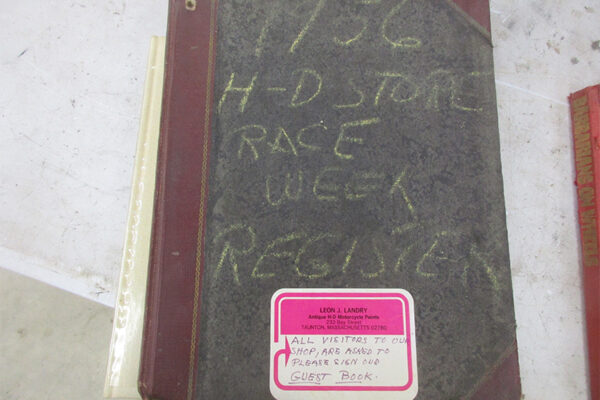 1956
H-D STORE
RACE
WEEK
REGISTER
LEON J. LANDRY
Antique H-D Motorcycle Parts
TAUNTON, MASSACHUSETTS 02780
ALL VISITORS TO OUR
SHOP, ARE ASKED TO
PLEASE SIGN OUR
GUEST BOOK.